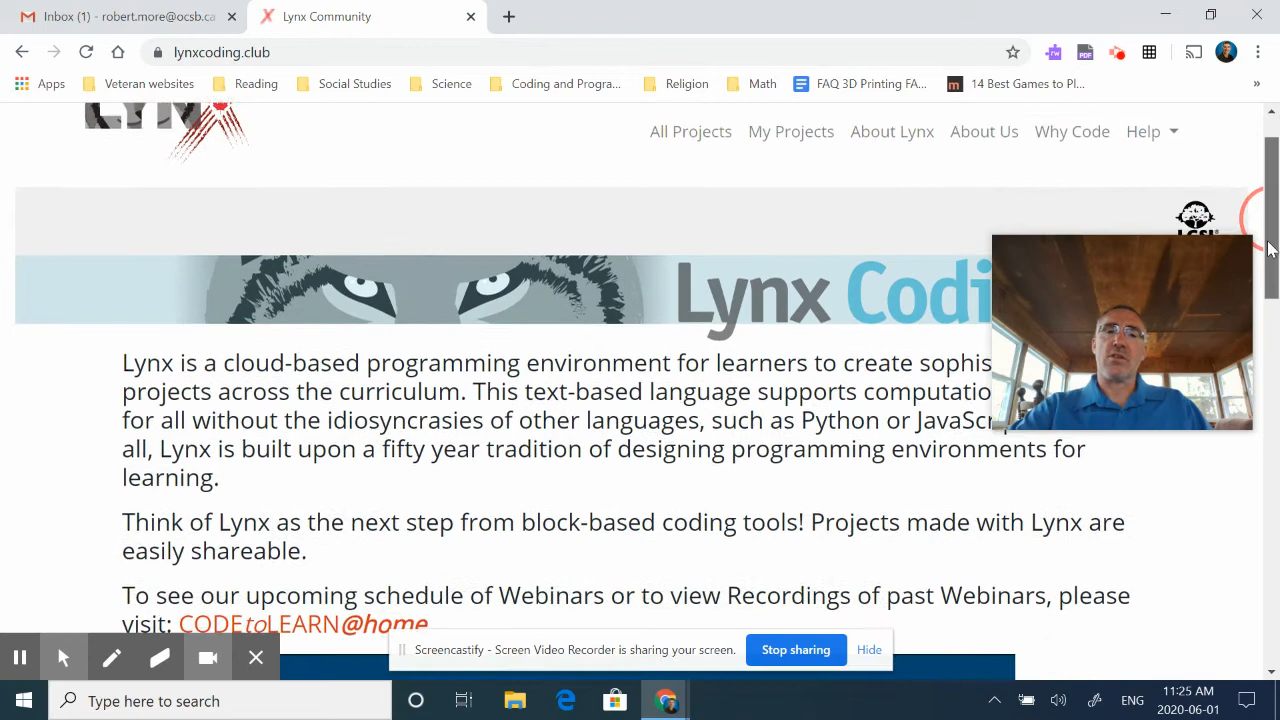 Inbox (1) - robert.more@ocsb.ca
Lynx Community
lynxcoding.club
Apps
Veteran websites
Reading
Social Studies
Science
Coding and Progra...
Religion
Math
FAQ 3D Printing FA...
14 Best Games to Pl...
»
All Projects
My Projects
About Lynx
About Us
Why Code
Help
Lynx Codi
Lynx is a cloud-based programming environment for learners to create sophis
projects across the curriculum. This text-based language supports computatio
for all without the idiosyncrasies of other languages, such as Python or JavaScr
all, Lynx is built upon a fifty year tradition of designing programming environments for
learning.
Think of Lynx as the next step from block-based coding tools! Projects made with Lynx are
easily shareable.
To see our upcoming schedule of Webinars or to view Recordings of past Webinars, please
visit: CODEtoLEARN@home
Screencastify - Screen Video Recorder is sharing your screen.
Stop sharing
Hide
Type here to search
ENG
11:25 AM
2020-06-01